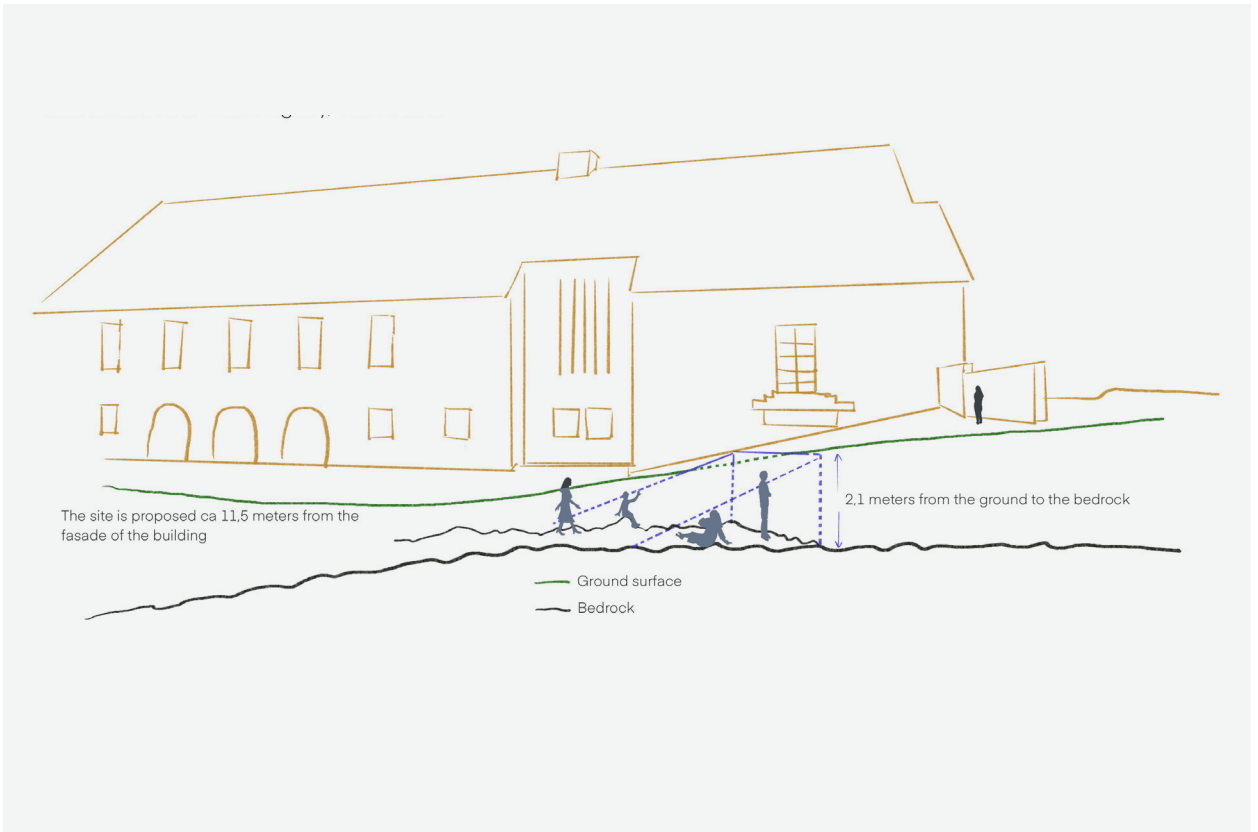 The site is proposed ca 11,5 meters from the
fasade of the building
2,1 meters from the ground to the bedrock
Ground surface
Bedrock